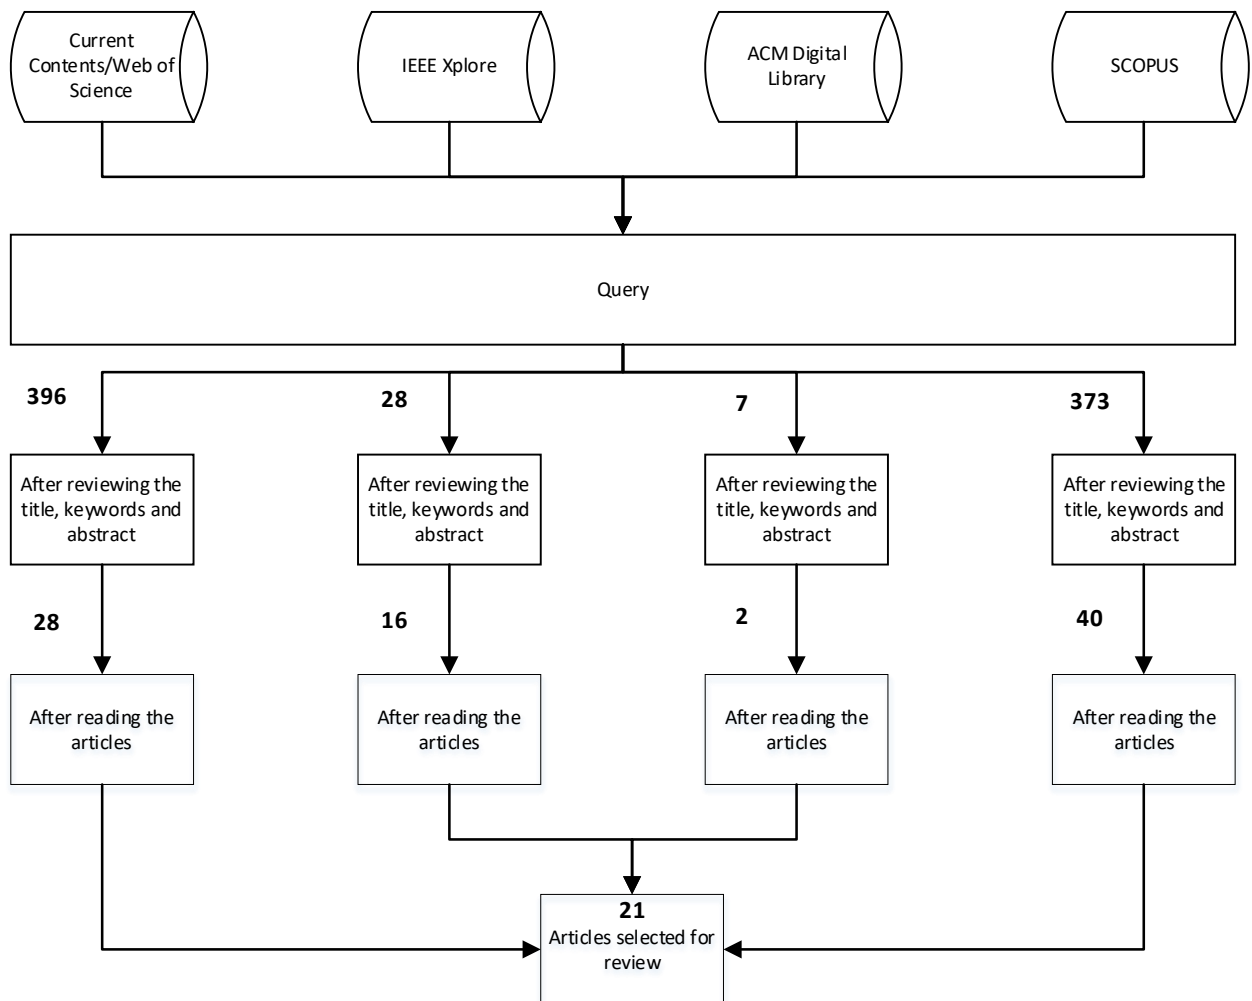 Current
Contents/Web of
Science
IEEE Xplore
ACM Digital
Library
SCOPUS
Query
396
28
7
373
After reviewing the
title, keywords and
abstract
After reviewing the
title, keywords and
abstract
After reviewing the
title, keywords and
abstract
After reviewing the
title, keywords and
abstract
28
16
2
40
After reading the
articles
After reading the
articles
After reading the
articles
After reading the
articles
21
Articles selected for
review